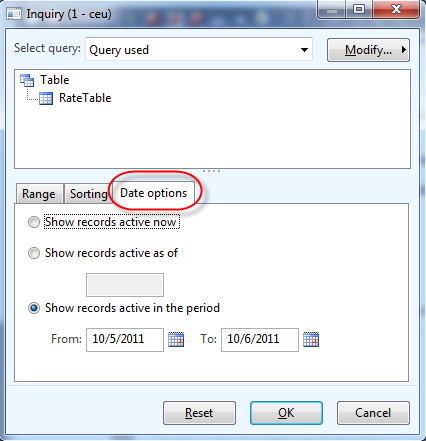 Inquiry (1 - ceu)
Select query: Query used Modify...
Table
RateTable
Range Sorting Date options
Show records active now
Show records active as of
Show records active in the period
From: 10/5/2011 To: 10/6/2011
Reset OK Cancel